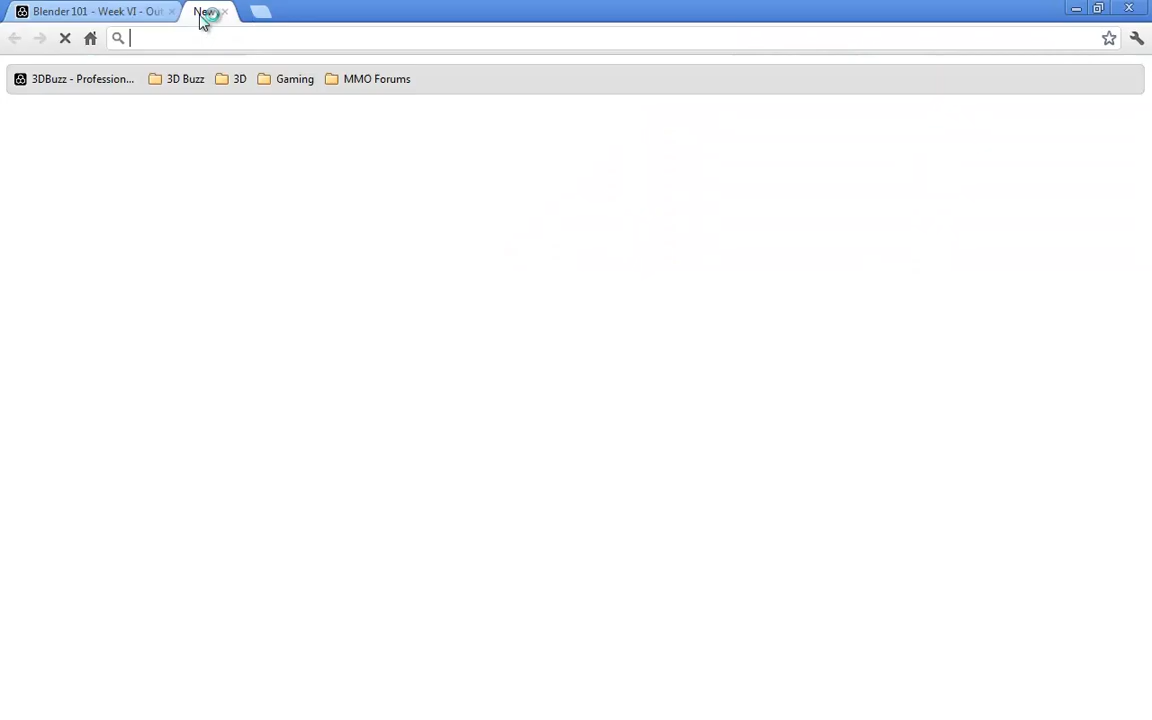 Blender 101 - Week VI - Out
New
3DBuzz - Profession... 3D Buzz 3D Gaming MMO Forums